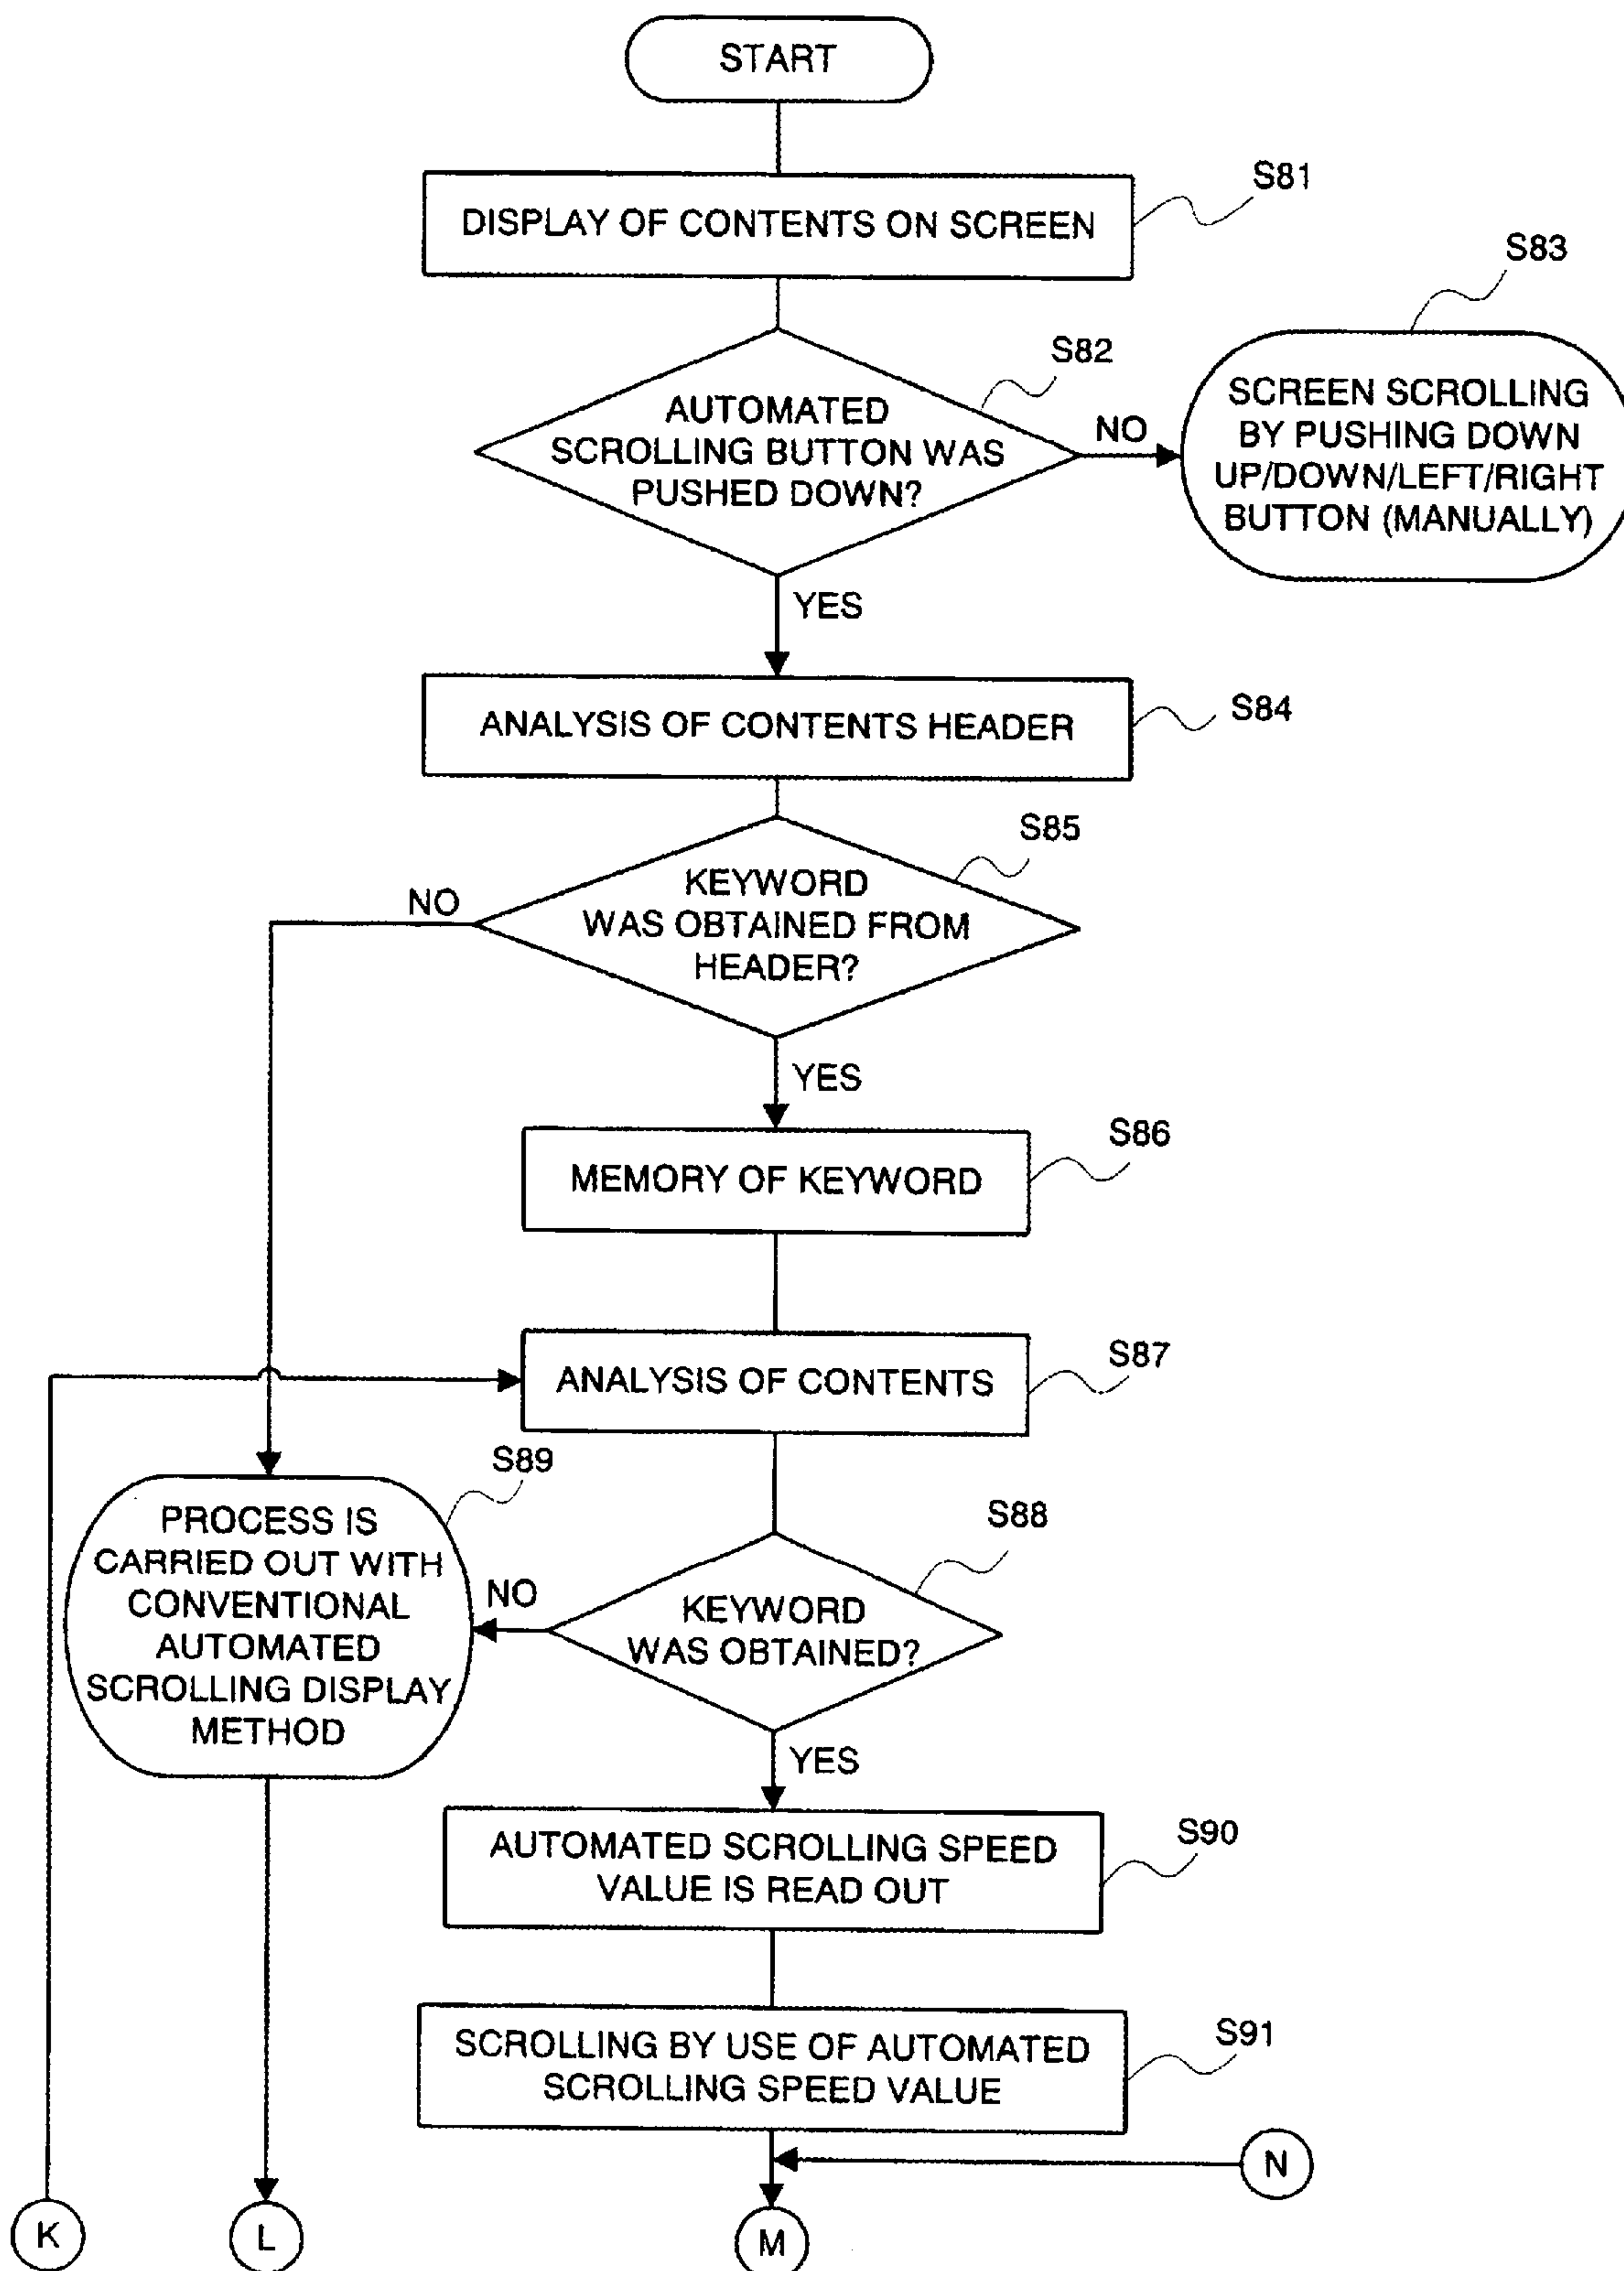 START
S81
DISPLAY OF CONTENTS ON SCREEN
S83
S82
AUTOMATED
SCROLLING BUTTON WAS
PUSHED DOWN?
NO
SCREEN SCROLLING
BY PUSHING DOWN
UP/DOWN/LEFT/RIGHT
BUTTON (MANUALLY)
YES
S84
ANALYSIS OF CONTENTS HEADER
S85
KEYWORD
WAS OBTAINED FROM
HEADER?
NO
YES
S86
MEMORY OF KEYWORD
S87
ANALYSIS OF CONTENTS
S89
PROCESS IS
CARRIED OUT WITH
CONVENTIONAL
AUTOMATED
SCROLLING DISPLAY
METHOD
S88
NO
KEYWORD
WAS OBTAINED?
YES
S90
AUTOMATED SCROLLING SPEED
VALUE IS READ OUT
S91
SCROLLING BY USE OF AUTOMATED
SCROLLING SPEED VALUE
N
K
L
M